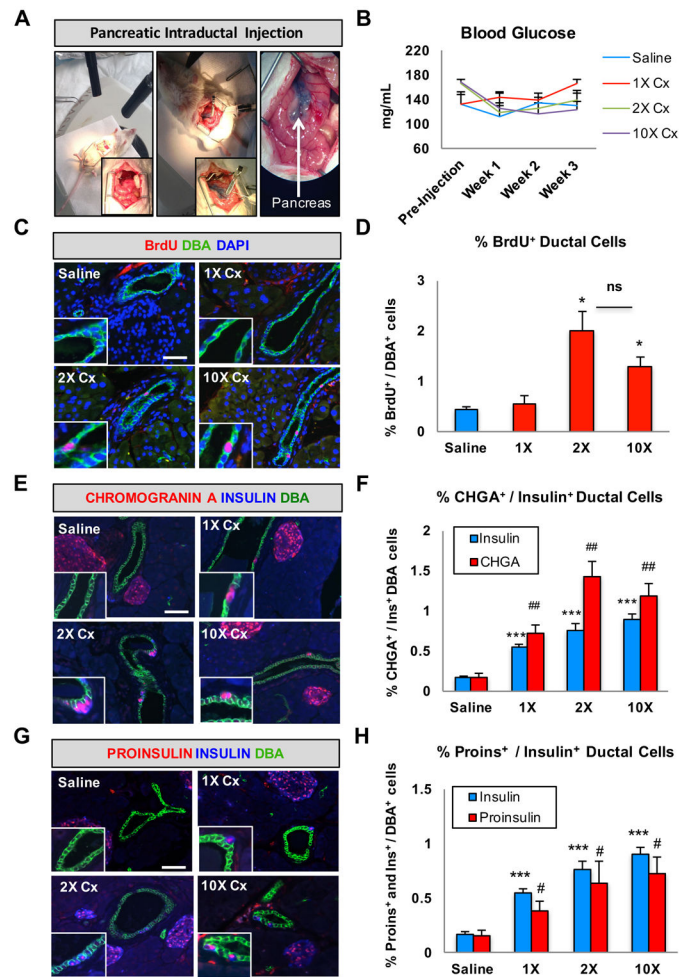 A
Pancreatic Intraductal Injection
Pancreas
B
Blood Glucose
mg/mL
220
180
140
100
60
Pre-Injection
Week 1
Week 2
Week 3
Saline
1X Cx
2X Cx
10X Cx
C
BrdU DBA DAPI
Saline
1X Cx
2X Cx
10X Cx
D
% BrdU⁺ Ductal Cells
% BrdU⁺ / DBA⁺ cells
3
2
1
0
*
ns
*
Saline
1X
2X
10X
E
CHROMOGRANIN A INSULIN DBA
Saline
1X Cx
2X Cx
10X Cx
F
% CHGA⁺ / Insulin⁺ Ductal Cells
% CHGA⁺ / Ins⁺ DBA cells
2
1.5
1
0.5
0
Insulin
CHGA
***
##
***
##
***
##
Saline
1X
2X
10X
G
PROINSULIN INSULIN DBA
Saline
1X Cx
2X Cx
10X Cx
H
% Proins⁺ / Insulin⁺ Ductal Cells
% Proins⁺ and Ins⁺ / DBA⁺ cells
1.5
1
0.5
0
Insulin
Proinsulin
***
#
***
#
***
#
Saline
1X
2X
10X